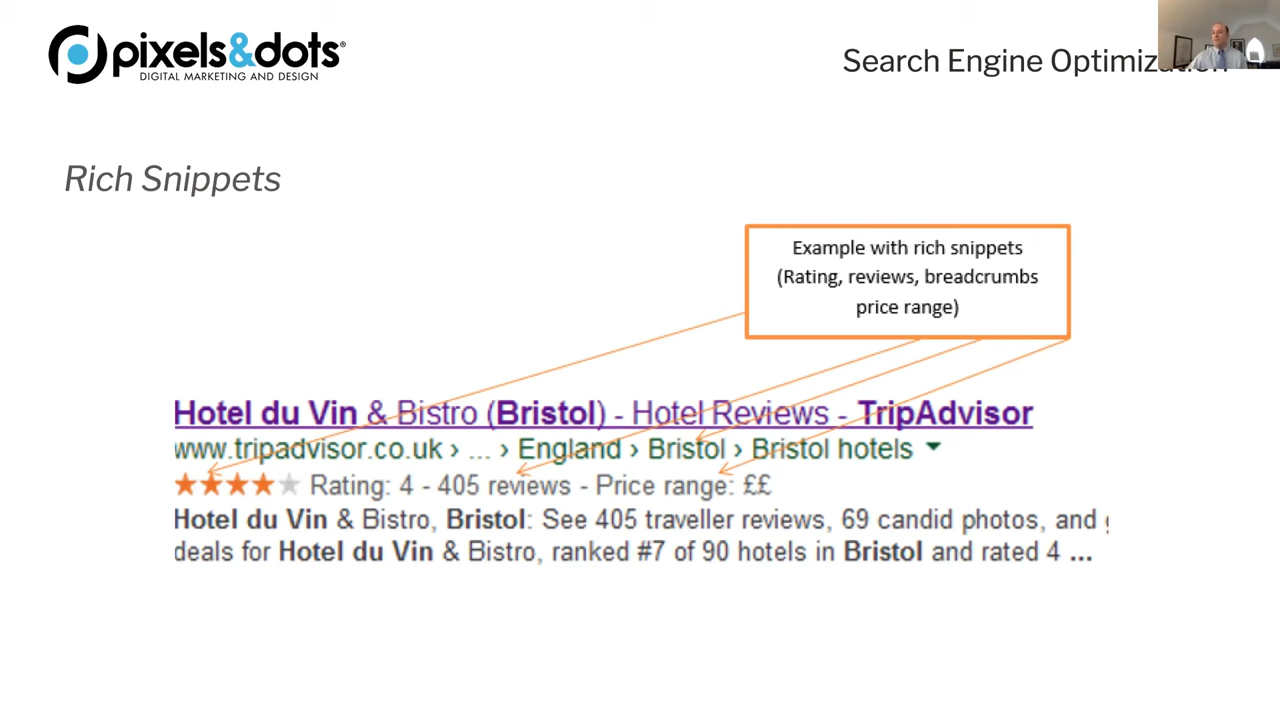 pixels&dots®
DIGITAL MARKETING AND DESIGN
Search Engine Optimization
Rich Snippets
Example with rich snippets
(Rating, reviews, breadcrumbs
price range)
Hotel du Vin & Bistro (Bristol) - Hotel Reviews - TripAdvisor
www.tripadvisor.co.uk › ... › England › Bristol › Bristol hotels
Rating: 4 - 405 reviews - Price range: ££
Hotel du Vin & Bistro, Bristol: See 405 traveller reviews, 69 candid photos, and
deals for Hotel du Vin & Bistro, ranked #7 of 90 hotels in Bristol and rated 4 ...